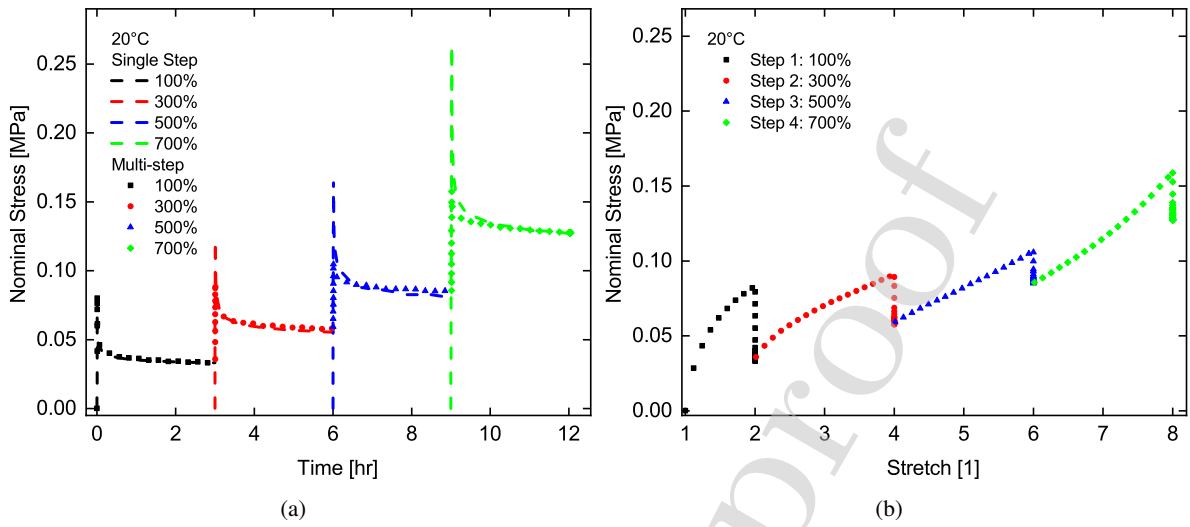 20°C
Single Step
100%
300%
500%
700%
Multi-step
100%
300%
500%
700%
Nominal Stress [MPa]
0.25
0.20
0.15
0.10
0.05
0.00
0 2 4 6 8 10 12
Time [hr]
(a)
20°C
Step 1: 100%
Step 2: 300%
Step 3: 500%
Step 4: 700%
Nominal Stress [MPa]
0.25
0.20
0.15
0.10
0.05
0.00
1 2 3 4 5 6 7 8
Stretch [1]
(b)
proof